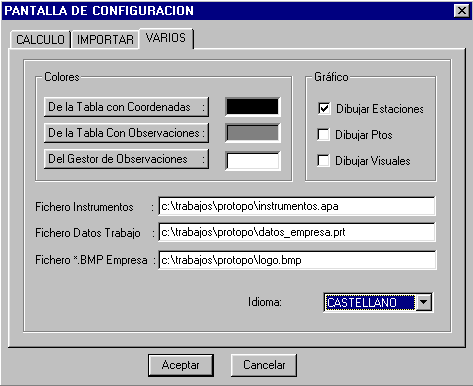 PANTALLA DE CONFIGURACION
CALCULO IMPORTAR VARIOS
Colores
De la Tabla con Coordenadas :
De la Tabla Con Observaciones :
Del Gestor de Observaciones :
Gráfico
Dibujar Estaciones
Dibujar Ptos
Dibujar Visuales
Fichero Instrumentos : c:\trabajos\protopo\instrumentos.apa
Fichero Datos Trabajo : c:\trabajos\protopo\datos_empresa.prt
Fichero *.BMP Empresa : c:\trabajos\protopo\logo.bmp
Idioma: CASTELLANO
Aceptar Cancelar